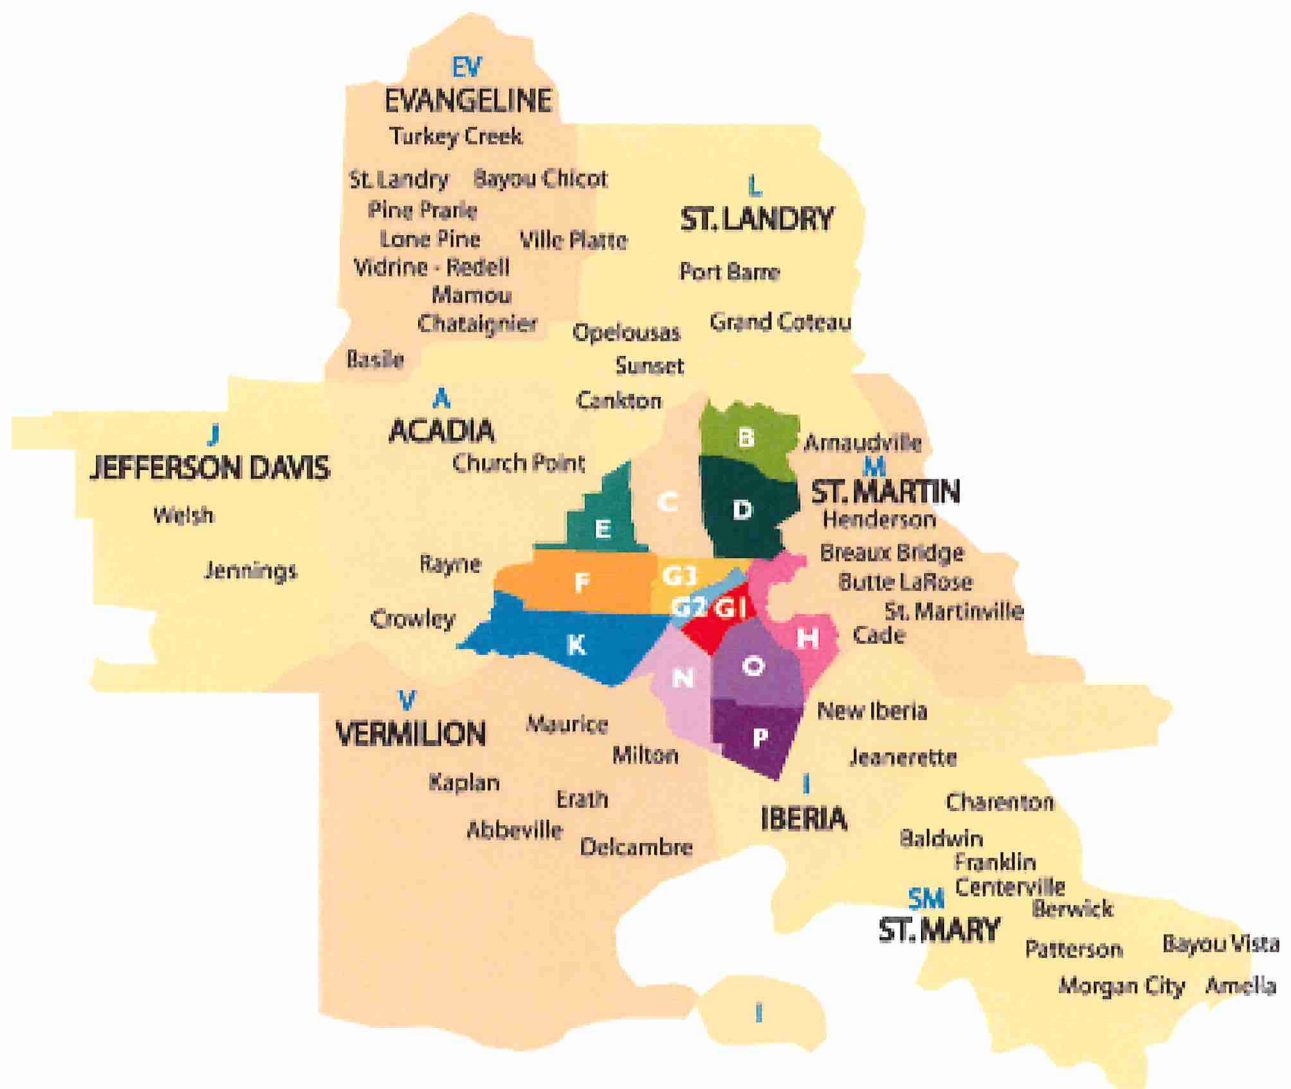 EV
EVANGELINE
Turkey Creek
St. Landry Bayou Chicot
Pine Prarie
Lone Pine Ville Platte
Vidrine - Redell
Mamou
Chataignier
Basile
L
ST. LANDRY
Port Barre
Grand Coteau
Opelousas
Sunset
Cankton
A
ACADIA
Church Point
Rayne
Crowley
J
JEFFERSON DAVIS
Welsh
Jennings
B
C
D
E
F
G3
G2 G1
H
K
N
O
P
Arnaudville
M
ST. MARTIN
Henderson
Breaux Bridge
Butte LaRose
St. Martinville
Cade
V
VERMILION
Maurice
Milton
Kaplan
Erath
Abbeville
Delcambre
New Iberia
Jeanerette
I
IBERIA
Charenton
Baldwin
Franklin
Centerville
SM
ST. MARY
Berwick
Patterson
Bayou Vista
Morgan City Amelia
I